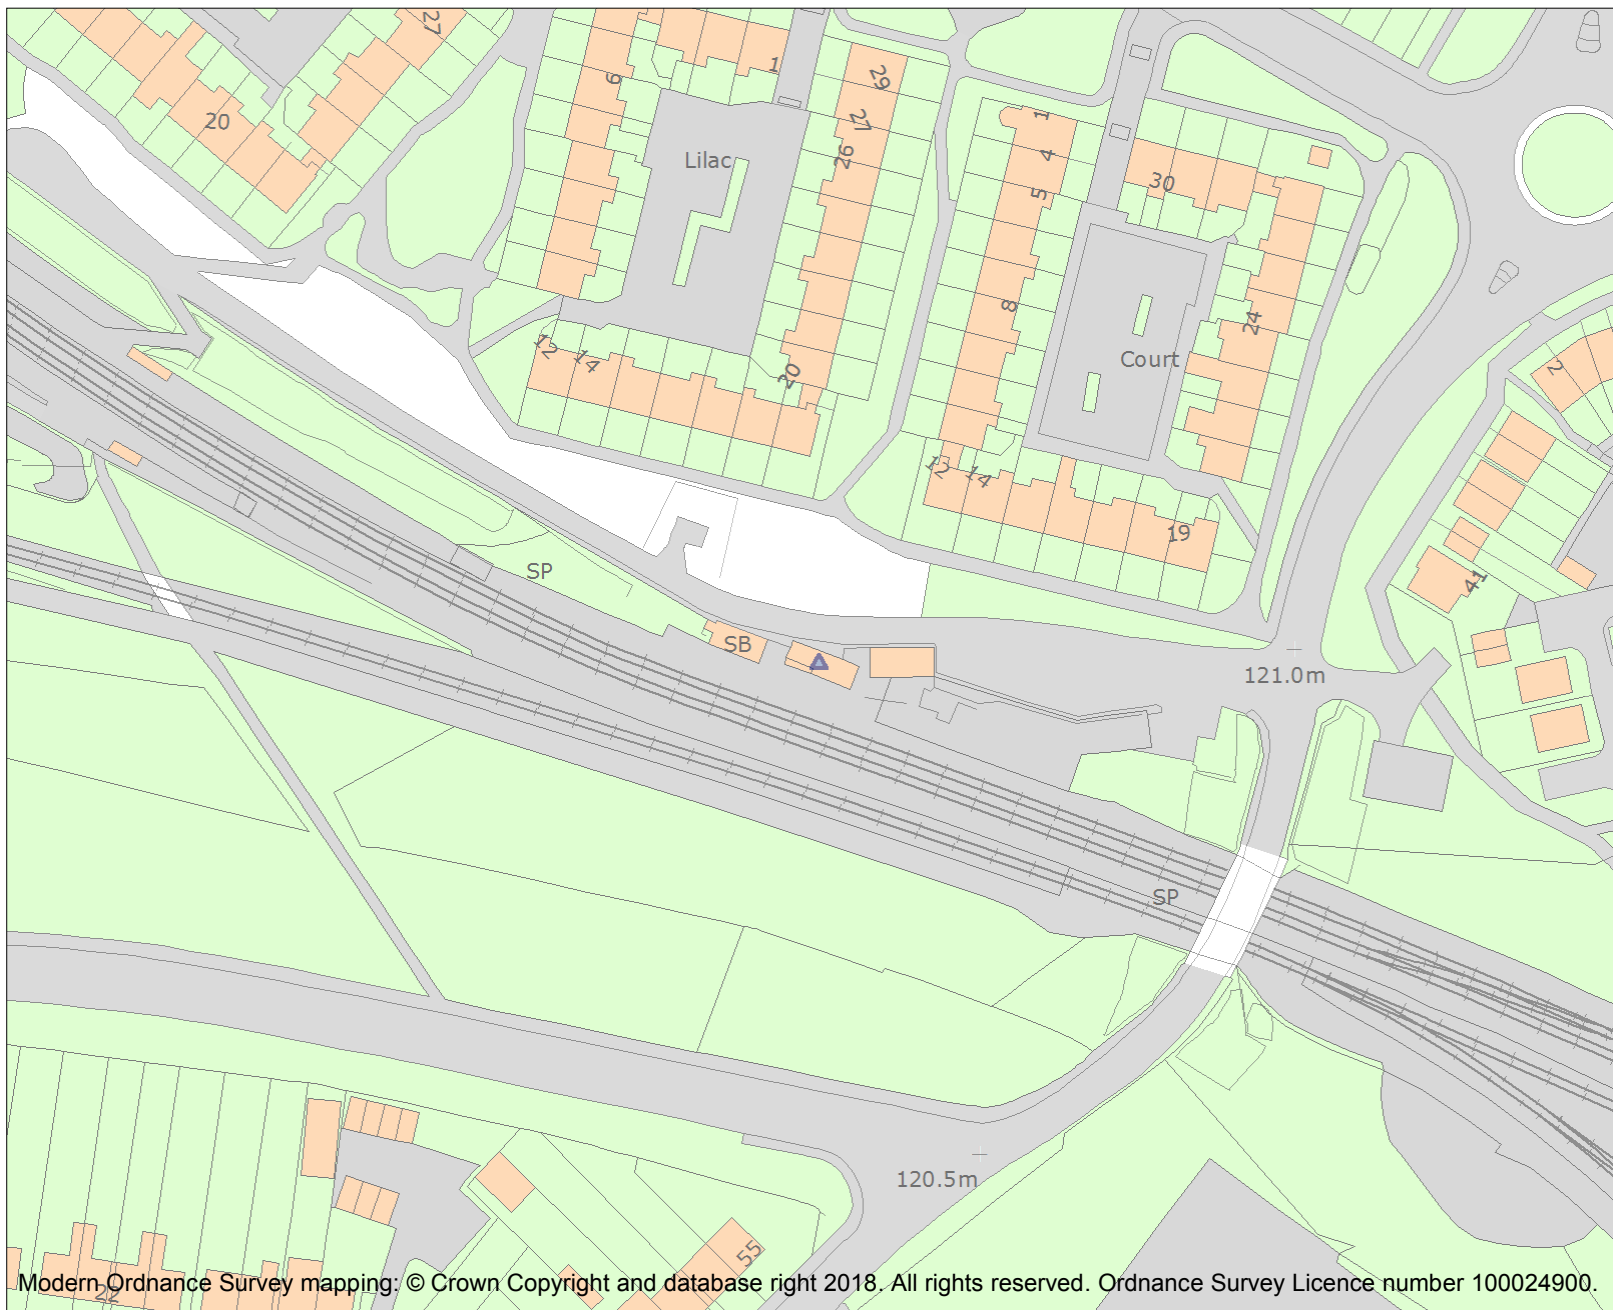 27
6
1
29
20
27
26
Lilac
1
4
5
30
8
24
12
14
20
Court
2
12
14
19
SP
41
SB
121.0m
SP
120.5m
55
22
Modern Ordnance Survey mapping: © Crown Copyright and database right 2018. All rights reserved. Ordnance Survey Licence number 100024900.